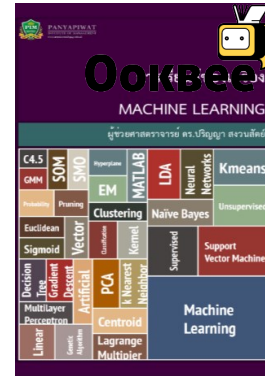 PIM
PANYAPIWAT
INSTITUTE OF MANAGEMENT
OOKBEE
MACHINE LEARNING
ผู้ช่วยศาสตราจารย์ ดร.ปริญญา สงวนสัตย์
C4.5
GMM
SOM
SMO
Hyperplane
EM
MATLAB
LDA
Neural
Networks
Kmeans
Probability
Pruning
Clustering
Naïve Bayes
Unsupervised
Euclidean
Sigmoid
Vector
Classification
Kernel
Supervised
Support
Vector Machine
Decision
Tree
Gradient
Descent
Artificial
PCA
k Nearest
Neighbor
Multilayer
Perceptron
Centroid
Machine
Learning
Linear
Genetic
Algorithm
Lagrange
Multiplier